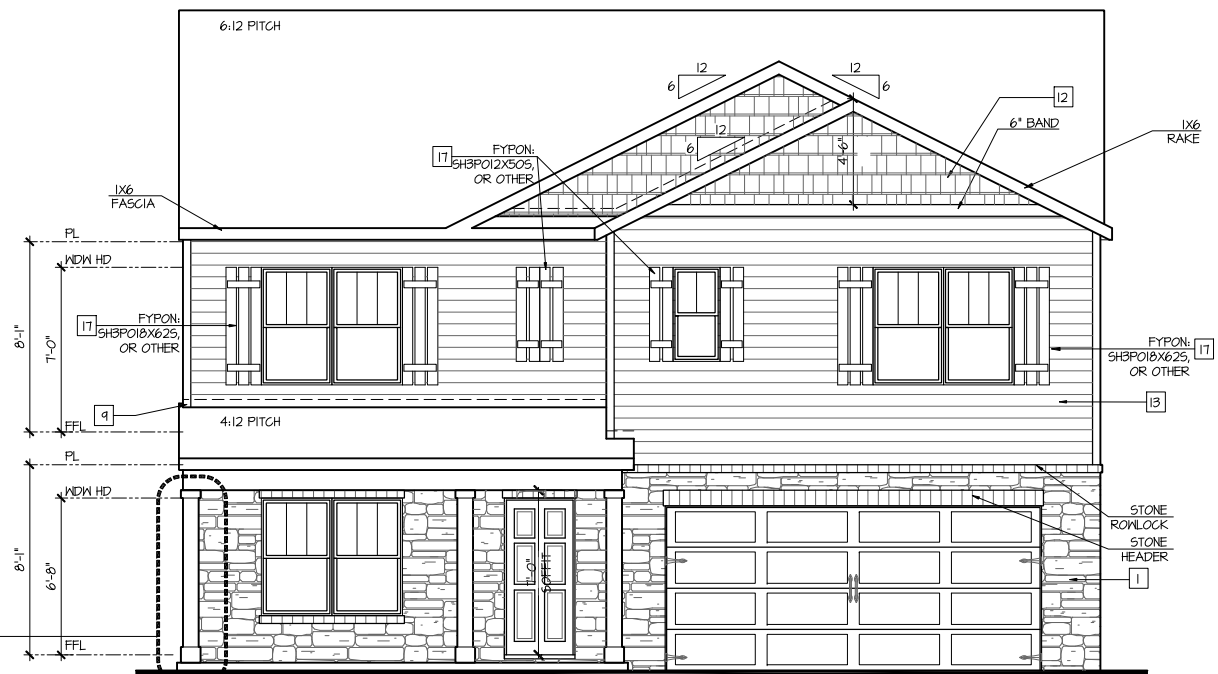 6:12 PITCH
12
6
12
6
12
6
12
6" BAND
1X6
RAKE
4'-6"
17
FYPON:
SH3PO12X50S,
OR OTHER
1X6
FASCIA
PL
WDW HD
8'-1"
7'-0"
17
FYPON:
SH3PO18X62S,
OR OTHER
FYPON:
SH3PO18X62S,
OR OTHER
17
13
9
4:12 PITCH
FFL
PL
WDW HD
8'-1"
6'-8"
7'-0"
SOFFIT
STONE
ROWLOCK
STONE
HEADER
1
FFL